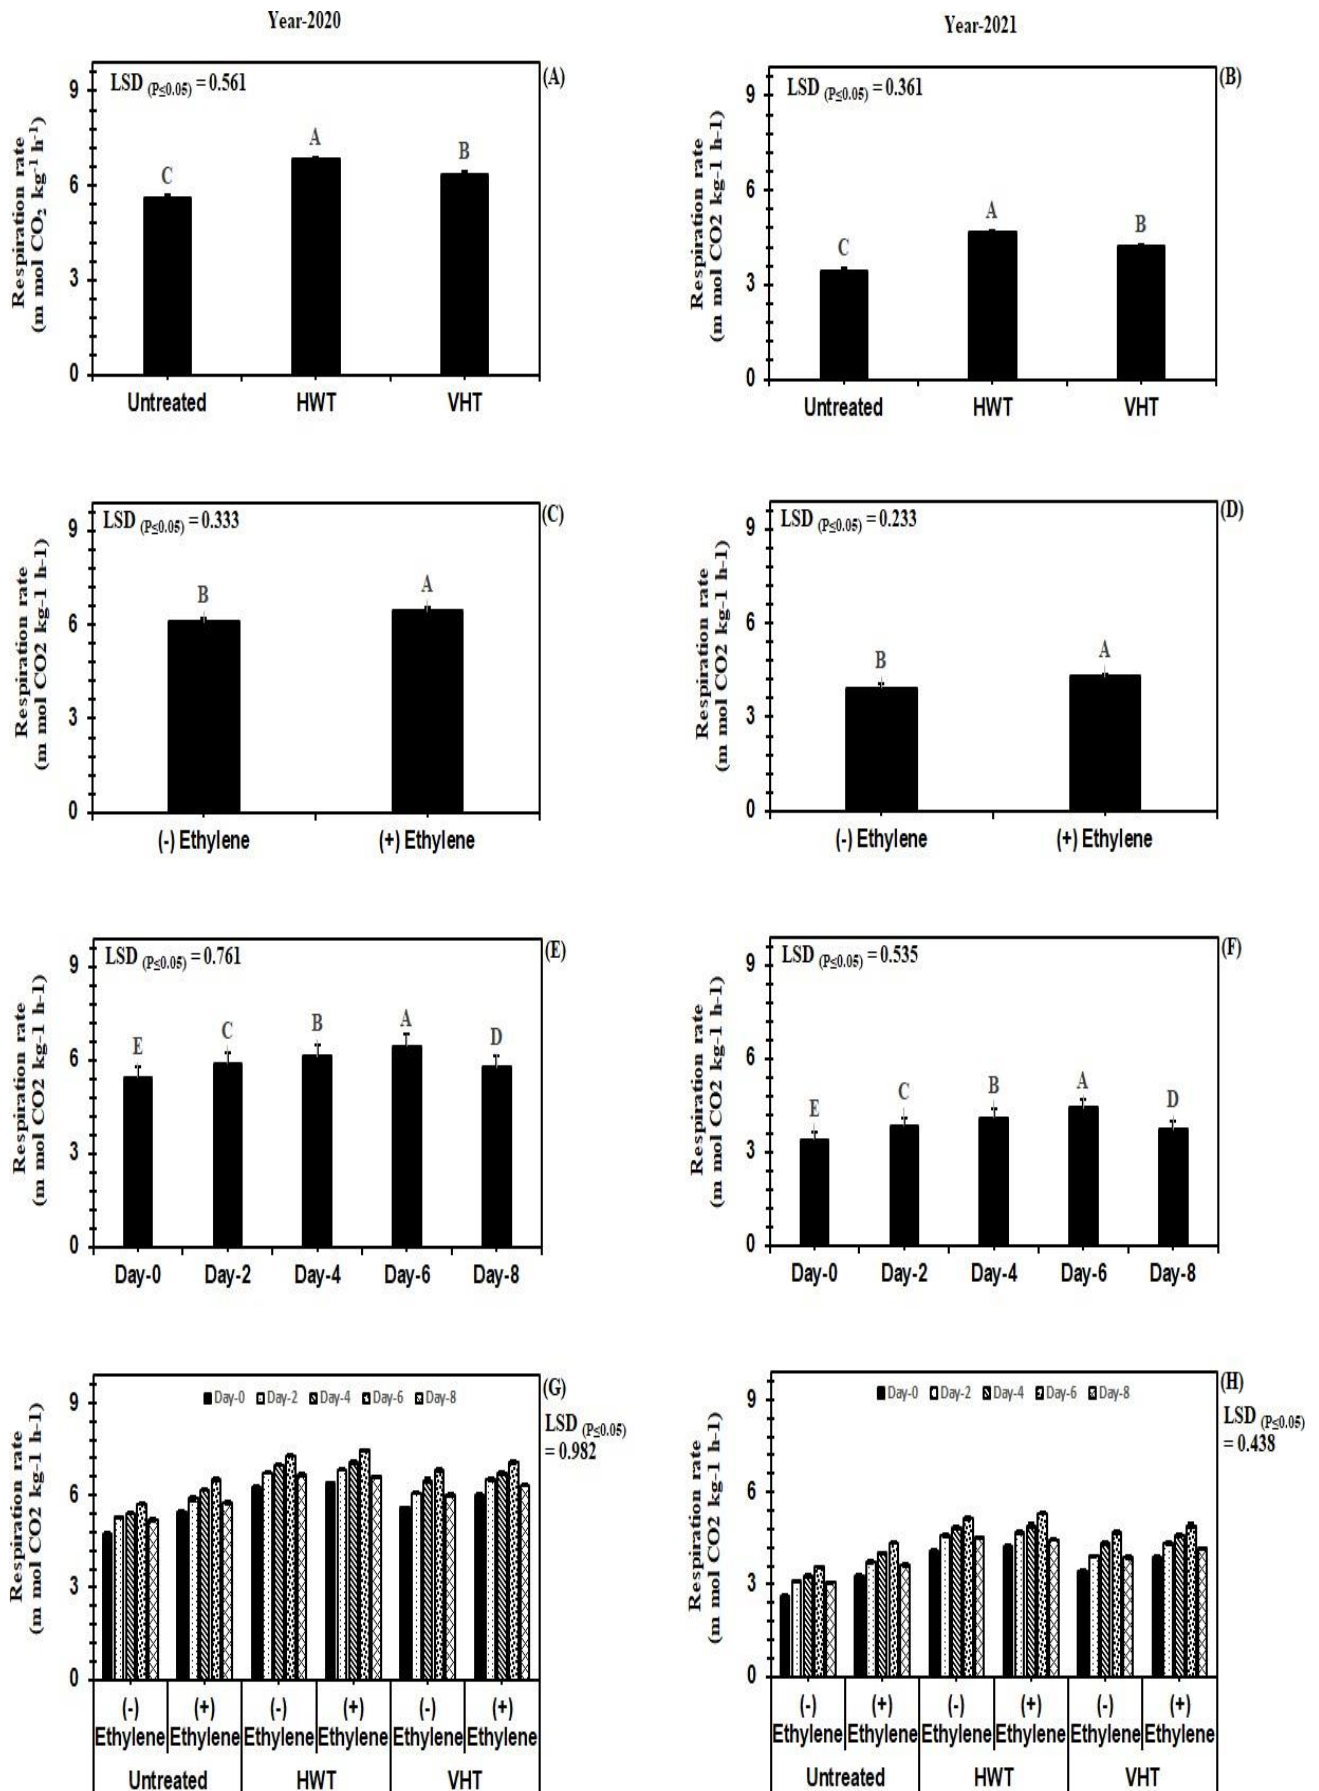 Year-2020
Year-2021
(A)
LSD (P≤0.05) = 0.561
Respiration rate
(m mol CO₂ kg⁻¹ h⁻¹)
9
6
3
0
C
A
B
Untreated HWT VHT
(B)
LSD (P≤0.05) = 0.361
Respiration rate
(m mol CO2 kg-1 h-1)
9
6
3
0
C
A
B
Untreated HWT VHT
(C)
LSD (P≤0.05) = 0.333
Respiration rate
(m mol CO2 kg-1 h-1)
9
6
3
0
B
A
(-) Ethylene (+) Ethylene
(D)
LSD (P≤0.05) = 0.233
Respiration rate
(m mol CO2 kg-1 h-1)
9
6
3
0
B
A
(-) Ethylene (+) Ethylene
(E)
LSD (P≤0.05) = 0.761
Respiration rate
(m mol CO2 kg-1 h-1)
9
6
3
0
E
C
B
A
D
Day-0 Day-2 Day-4 Day-6 Day-8
(F)
LSD (P≤0.05) = 0.535
Respiration rate
(m mol CO2 kg-1 h-1)
9
6
3
0
E
C
B
A
D
Day-0 Day-2 Day-4 Day-6 Day-8
(G)
LSD (P≤0.05)
= 0.982
Day-0 Day-2 Day-4 Day-6 Day-8
Respiration rate
(m mol CO2 kg-1 h-1)
9
6
3
0
(-) (+) (-) (+) (-) (+)
Ethylene Ethylene Ethylene Ethylene Ethylene Ethylene
Untreated HWT VHT
(H)
LSD (P≤0.05)
= 0.438
Day-0 Day-2 Day-4 Day-6 Day-8
Respiration rate
(m mol CO2 kg-1 h-1)
9
6
3
0
(-) (+) (-) (+) (-) (+)
Ethylene Ethylene Ethylene Ethylene Ethylene Ethylene
Untreated HWT VHT